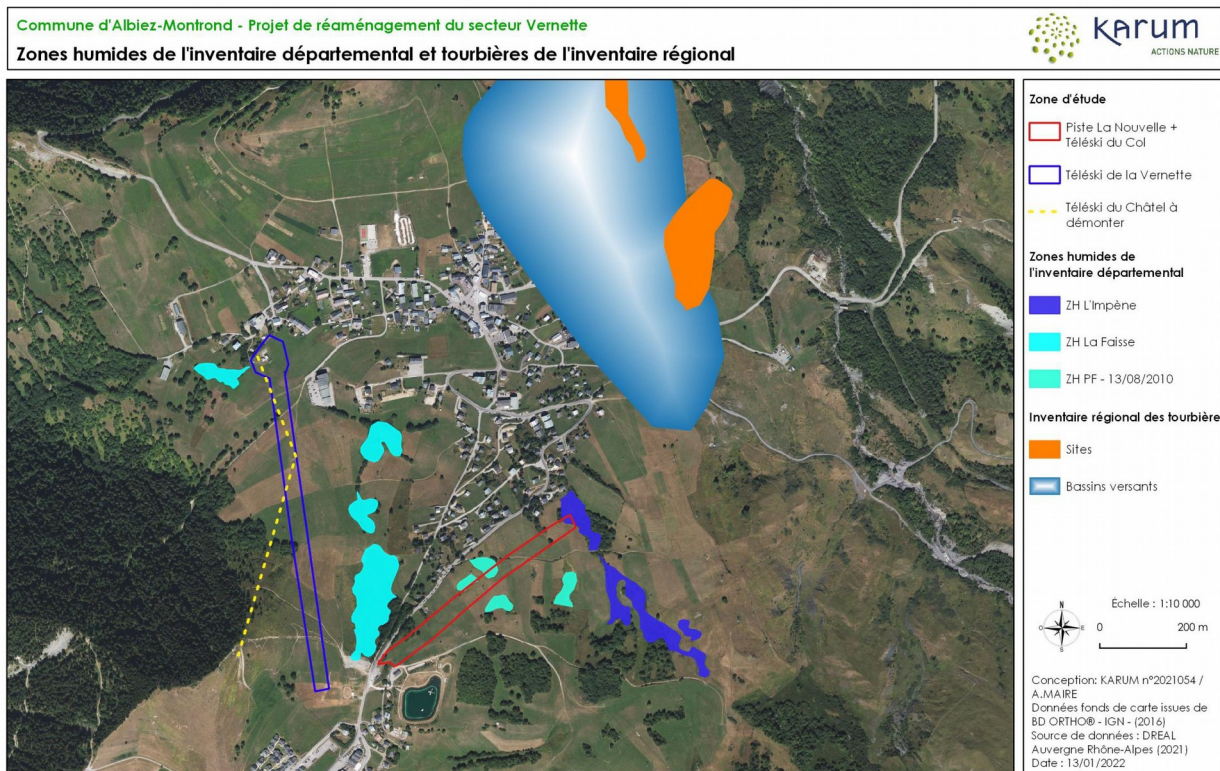 Commune d'Albiez-Montrond - Projet de réaménagement du secteur Vernette
Zones humides de l'inventaire départemental et tourbières de l'inventaire régional
Karum
ACTIONS NATURE
Zone d'étude
Piste La Nouvelle +
Téléski du Col
Téléski de la Vernette
Téléski du Châtel à
démonter
Zones humides de
l'inventaire départemental
ZH L'Impène
ZH La Faisse
ZH PF - 13/08/2010
Inventaire régional des tourbière
Sites
Bassins versants
N
O
E
S
Échelle : 1:10 000
0
200 m
Conception: KARUM n°2021054 /
A.MAIRE
Données fonds de carte issues de
BD ORTHO® - IGN - (2016)
Source de données : DREAL
Auvergne Rhône-Alpes (2021)
Date : 13/01/2022